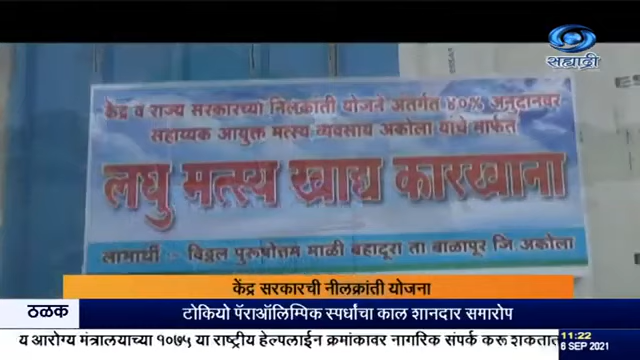 सह्याद्री
केंद्र व राज्य सरकारच्या निलक्रांती योजने अंतर्गत ४०% अनुदानवर
सहाय्यक आयुक्त मत्स्य व्यवसाय अकोला यांचे मार्फत
लघु मत्स्य खाद्य कारखाना
लाभार्थी :- विठ्ठल पुरूषोत्तम माळी बहादूरा ता बाळापूर जि अकोला
केंद्र सरकारची नीलक्रांती योजना
ठळक
टोकियो पॅराऑलिम्पिक स्पर्धांचा काल शानदार समारोप
11:22
य आरोग्य मंत्रालयाच्या १०७५ या राष्ट्रीय हेल्पलाईन क्रमांकावर नागरिक संपर्क करू शकतात
6 SEP 2021